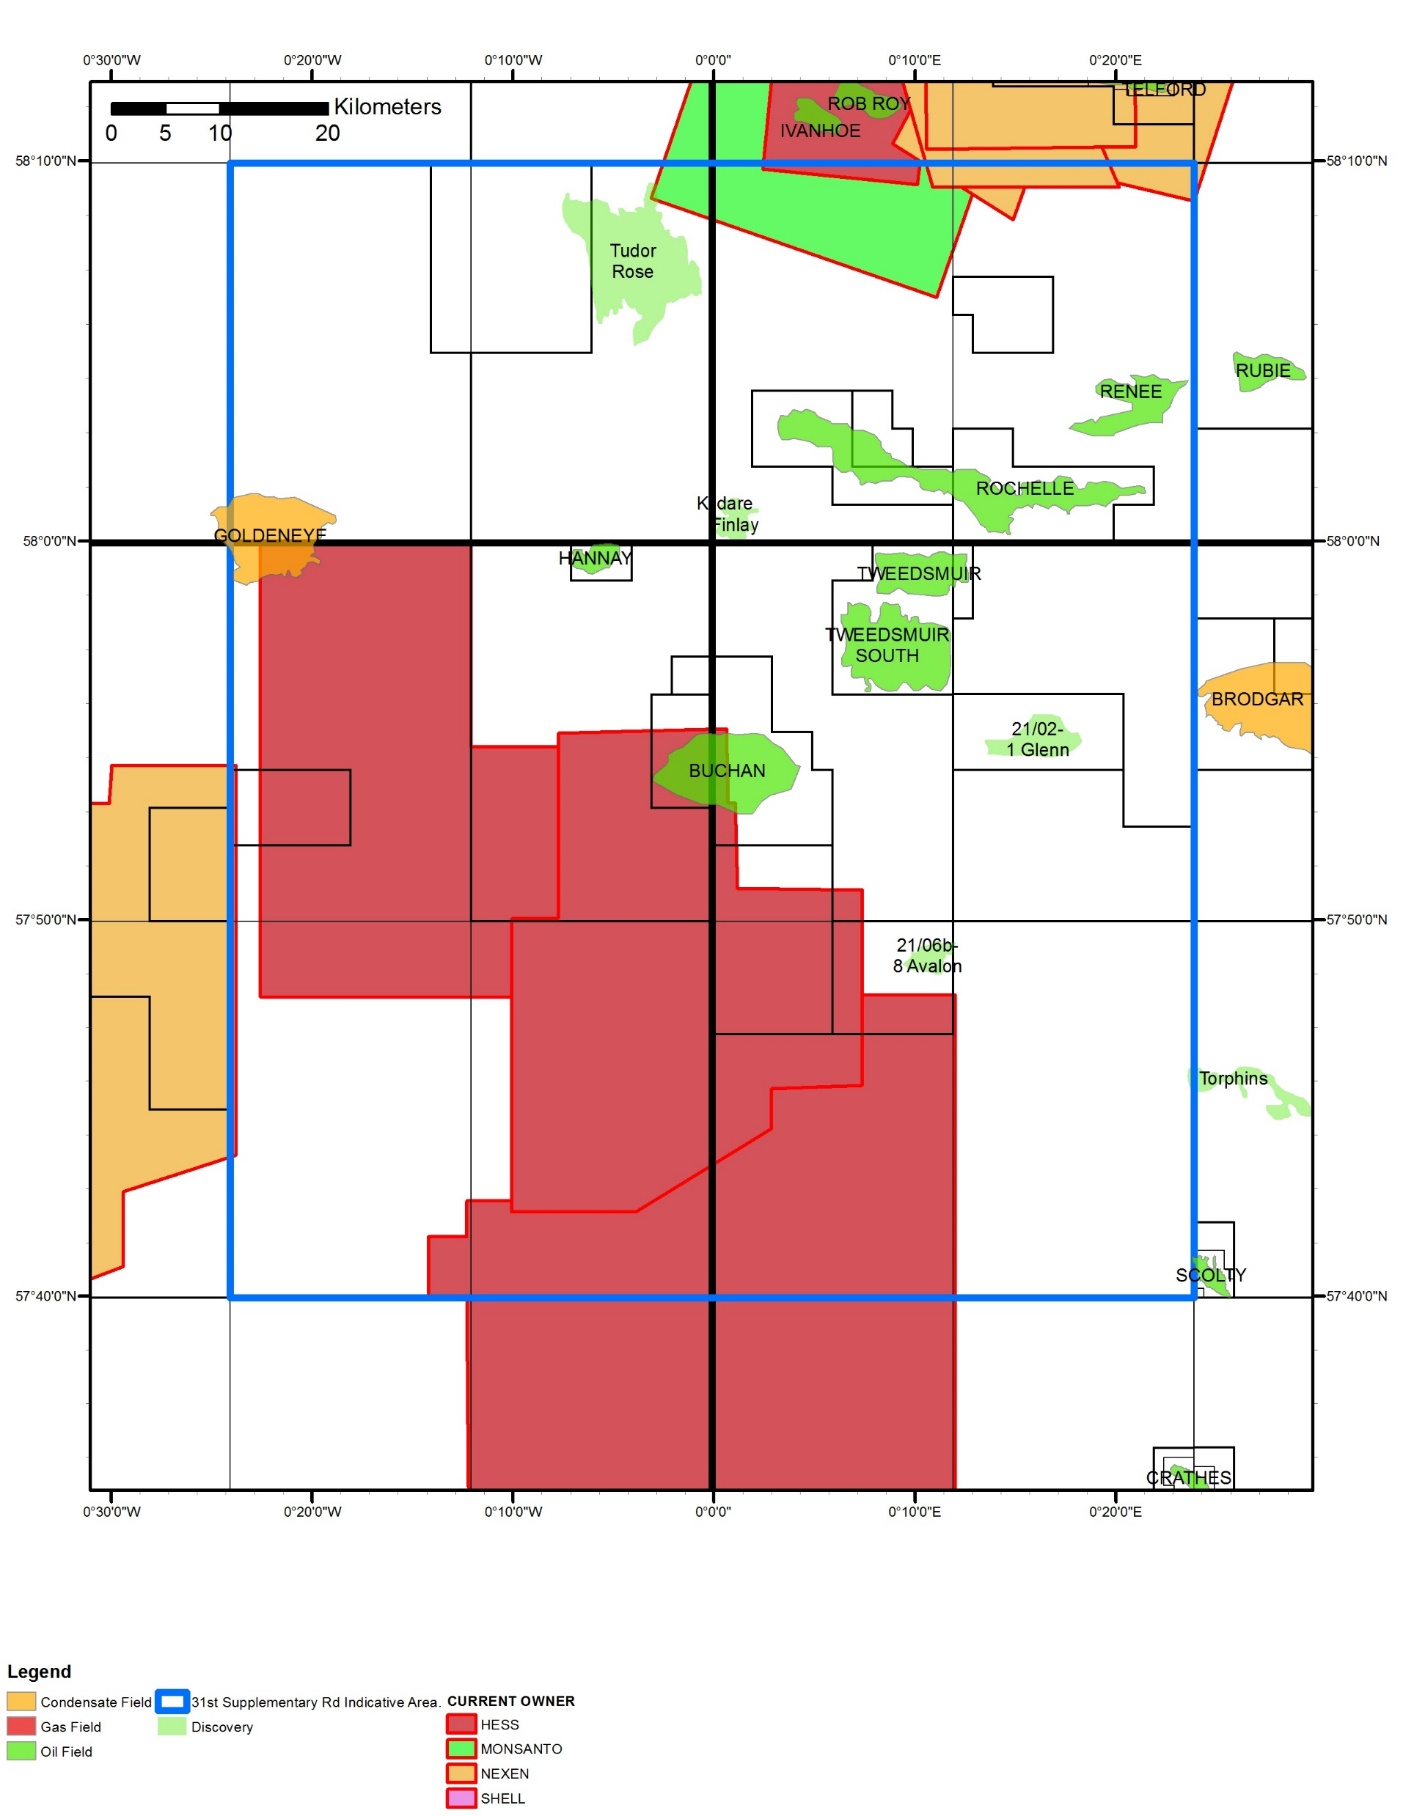 0°30'0"W 0°20'0"W 0°10'0"W 0°0'0" 0°10'0"E 0°20'0"E
Kilometers
0 5 10 20
TELFORD
ROB ROY
IVANHOE
58°10'0"N 58°10'0"N
Tudor
Rose
RUBIE
RENEE
ROCHELLE
Finlay
GOLDENEYE
58°0'0"N 58°0'0"N
HANNAY
TWEEDSMUIR
TWEEDSMUIR
SOUTH
BRODGAR
21/02-
1 Glenn
BUCHAN
57°50'0"N 57°50'0"N
21/06b-
8 Avalon
Torphins
SCOLTY
57°40'0"N 57°40'0"N
CRATHES
0°30'0"W 0°20'0"W 0°10'0"W 0°0'0" 0°10'0"E 0°20'0"E
Legend
Condensate Field
Gas Field
Oil Field
31st Supplementary Rd Indicative Area.
Discovery
CURRENT OWNER
HESS
MONSANTO
NEXEN
SHELL